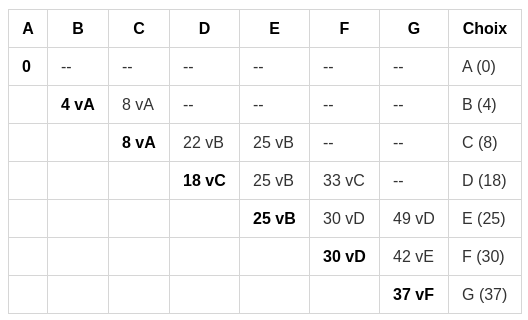 A B C D E F G Choix
0 -- -- -- -- -- -- A (0)
4 vA 8 vA -- -- -- -- B (4)
8 vA 22 vB 25 vB -- -- C (8)
18 vC 25 vB 33 vC -- D (18)
25 vB 30 vD 49 vD E (25)
30 vD 42 vE F (30)
37 vF G (37)